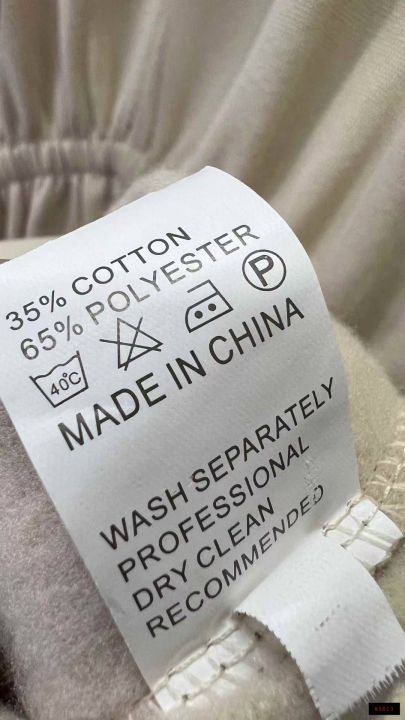 35% COTTON
65% POLYESTER
40°C
P
MADE IN CHINA
WASH SEPARATELY
PROFESSIONAL
DRY CLEAN
RECOMMENDED